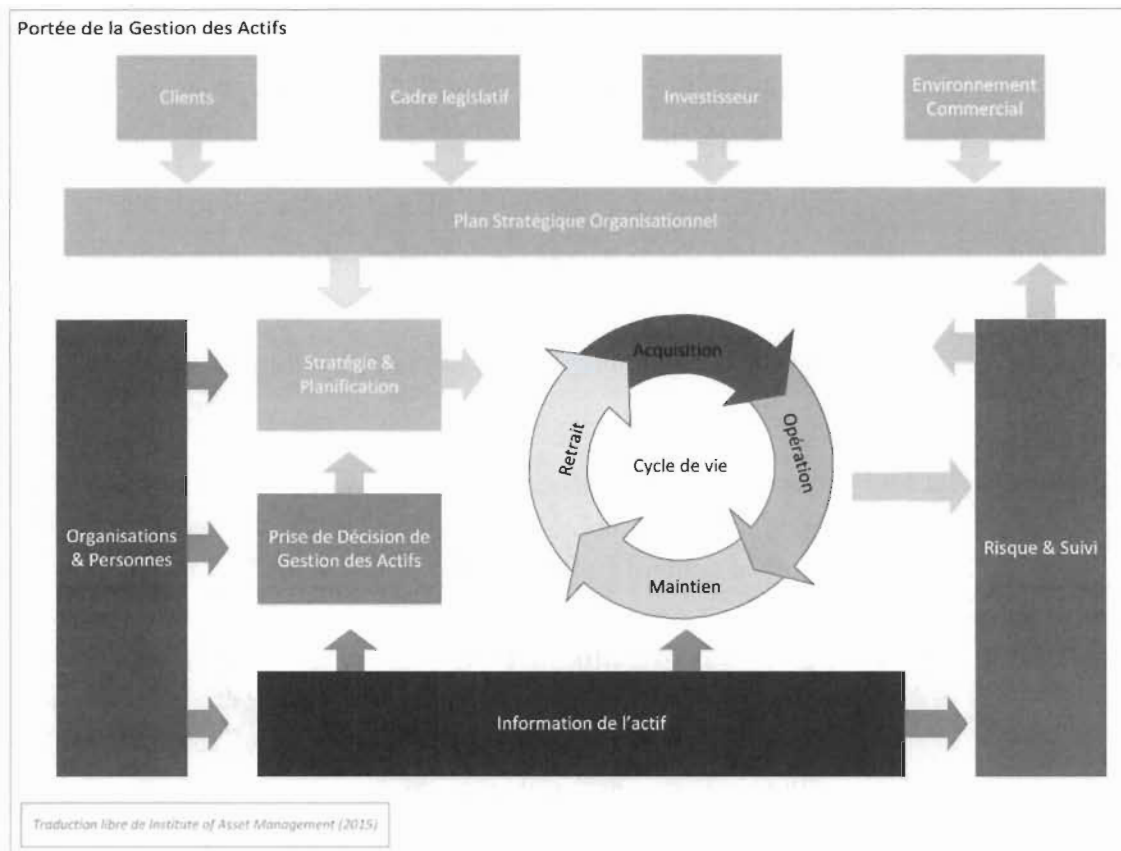 Portée de la Gestion des Actifs
Clients
Cadre legislatif
Investisseur
Environnement
Commercial
Plan Stratégique Organisationnel
Stratégie &
Planification
Acquisition
Opération
Retrait
Cycle de vie
Maintien
Organisations
& Personnes
Prise de Décision de
Gestion des Actifs
Risque & Suivi
Information de l'actif
Traduction libre de Institute of Asset Management (2015)